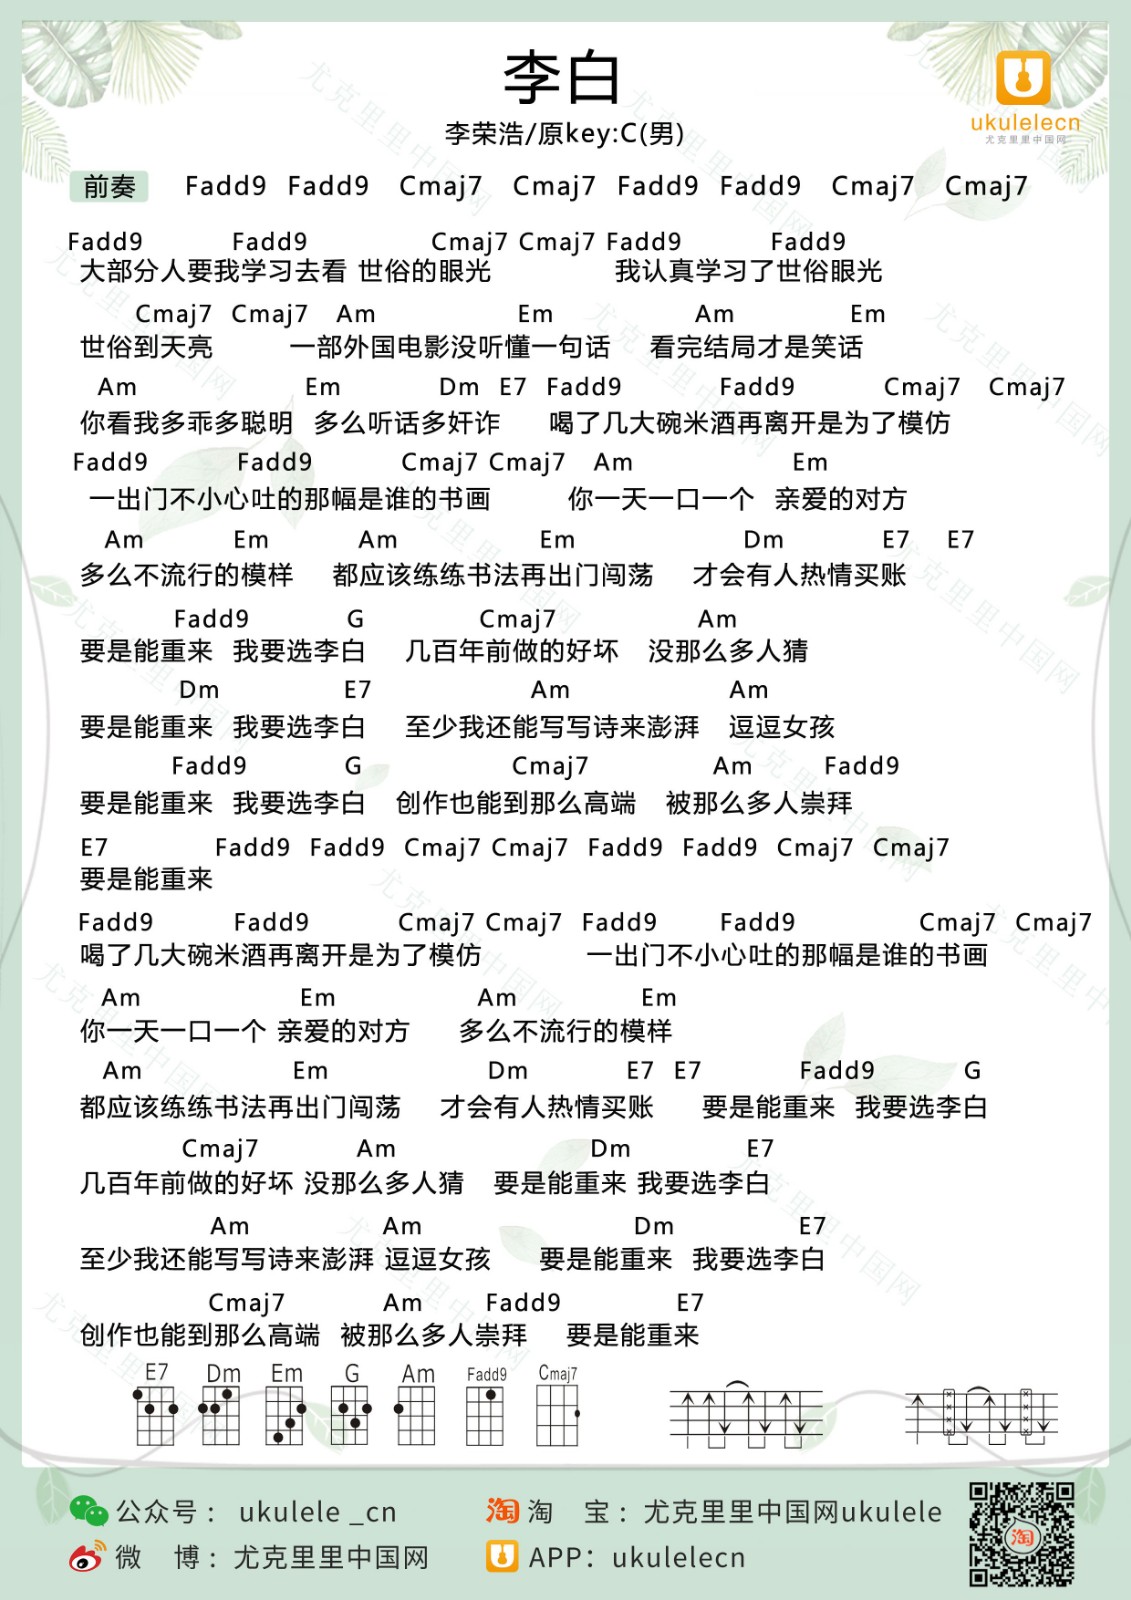 李白
李荣浩/原key:C(男)
ukulelecn
尤克里里中国网
前奏 Fadd9 Fadd9 Cmaj7 Cmaj7 Fadd9 Fadd9 Cmaj7 Cmaj7
Fadd9 Fadd9 Cmaj7 Cmaj7 Fadd9 Fadd9
大部分人要我学习去看 世俗的眼光 我认真学习了世俗眼光
Cmaj7 Cmaj7 Am Em Am Em
世俗到天亮 一部外国电影没听懂一句话 看完结局才是笑话
Am Em Dm E7 Fadd9 Fadd9 Cmaj7 Cmaj7
你看我多乖多聪明 多么听话多奸诈 喝了几大碗米酒再离开是为了模仿
Fadd9 Fadd9 Cmaj7 Cmaj7 Am Em
一出门不小心吐的那幅是谁的书画 你一天一口一个 亲爱的对方
Am Em Am Em Dm E7 E7
多么不流行的模样 都应该练练书法再出门闯荡 才会有人热情买账
Fadd9 G Cmaj7 Am
要是能重来 我要选李白 几百年前做的好坏 没那么多人猜
Dm E7 Am Am
要是能重来 我要选李白 至少我还能写写诗来澎湃 逗逗女孩
Fadd9 G Cmaj7 Am Fadd9
要是能重来 我要选李白 创作也能到那么高端 被那么多人崇拜
E7 Fadd9 Fadd9 Cmaj7 Cmaj7 Fadd9 Fadd9 Cmaj7 Cmaj7
要是能重来
Fadd9 Fadd9 Cmaj7 Cmaj7 Fadd9 Fadd9 Cmaj7 Cmaj7
喝了几大碗米酒再离开是为了模仿 一出门不小心吐的那幅是谁的书画
Am Em Am Em
你一天一口一个 亲爱的对方 多么不流行的模样
Am Em Dm E7 E7 Fadd9 G
都应该练练书法再出门闯荡 才会有人热情买账 要是能重来 我要选李白
Cmaj7 Am Dm E7
几百年前做的好坏 没那么多人猜 要是能重来 我要选李白
Am Am Dm E7
至少我还能写写诗来澎湃 逗逗女孩 要是能重来 我要选李白
Cmaj7 Am Fadd9 E7
创作也能到那么高端 被那么多人崇拜 要是能重来
E7 Dm Em G Am Fadd9 Cmaj7
公众号： ukulele _cn 淘 淘 宝：尤克里里中国网ukulele
微 博：尤克里里中国网 APP：ukulelecn
淘